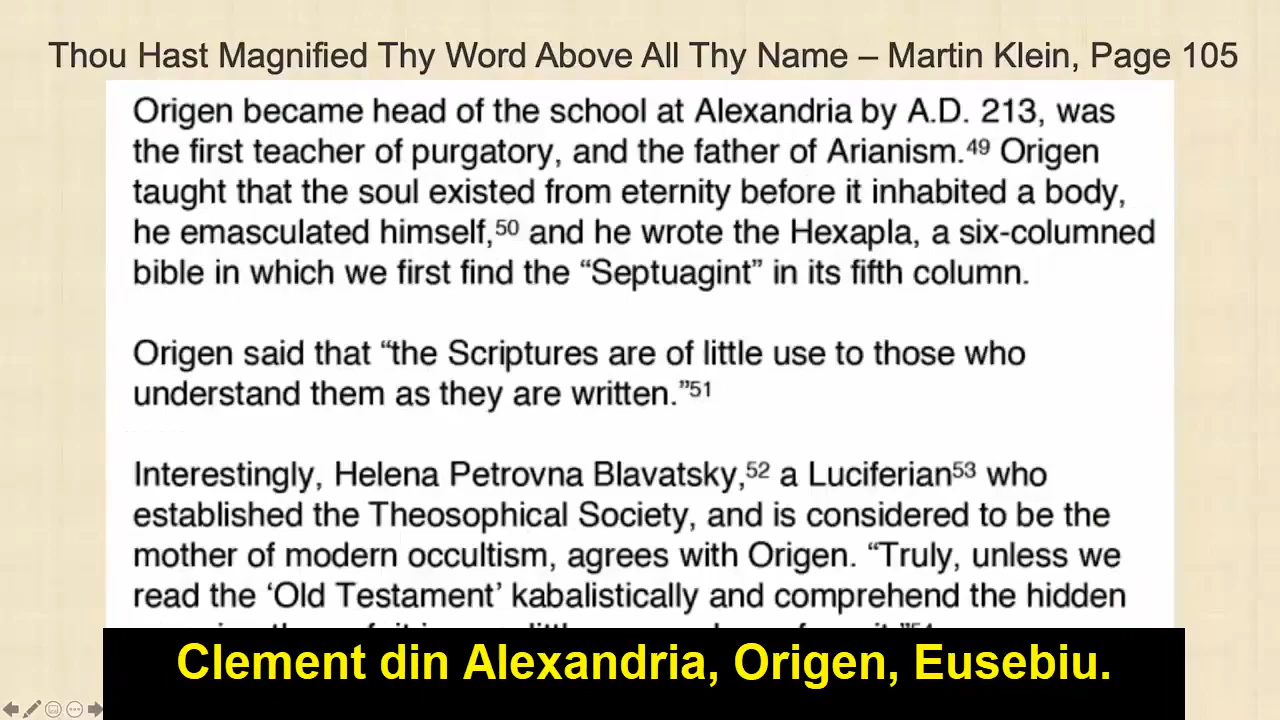 Thou Hast Magnified Thy Word Above All Thy Name – Martin Klein, Page 105
Origen became head of the school at Alexandria by A.D. 213, was
the first teacher of purgatory, and the father of Arianism.49 Origen
taught that the soul existed from eternity before it inhabited a body,
he emasculated himself,50 and he wrote the Hexapla, a six-columned
bible in which we first find the “Septuagint” in its fifth column.
Origen said that “the Scriptures are of little use to those who
understand them as they are written.”51
Interestingly, Helena Petrovna Blavatsky,52 a Luciferian53 who
established the Theosophical Society, and is considered to be the
mother of modern occultism, agrees with Origen. “Truly, unless we
read the ‘Old Testament’ kabalistically and comprehend the hidden
Clement din Alexandria, Origen, Eusebiu.